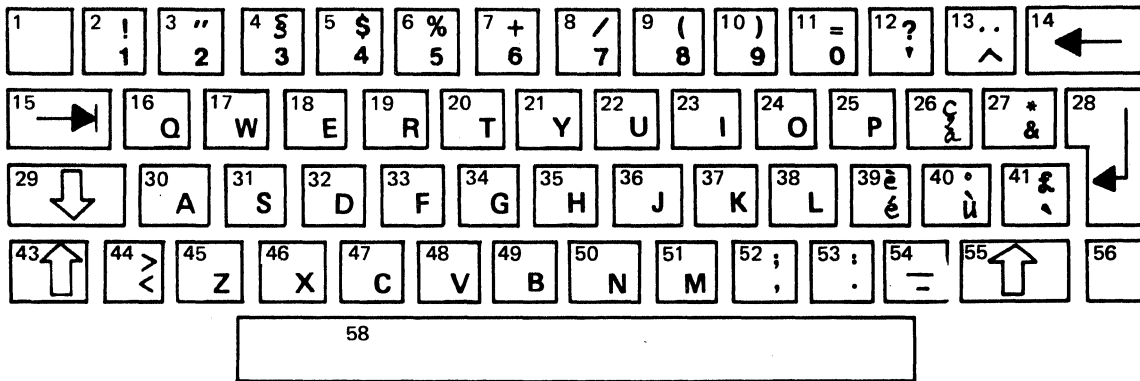 1 2 ! 1 3 " 2 4 § 3 5 $ 4 6 % 5 7 + 6 8 / 7 9 ( 8 10 ) 9 11 = 0 12 ? ' 13 ¨ ^ 14
15 16 Q 17 W 18 E 19 R 20 T 21 Y 22 U 23 I 24 O 25 P 26 ç à 27 * & 28
29 30 A 31 S 32 D 33 F 34 G 35 H 36 J 37 K 38 L 39 è é 40 ° ù 41 £ `
43 44 > < 45 Z 46 X 47 C 48 V 49 B 50 N 51 M 52 ; , 53 : . 54 _ - 55 56
58